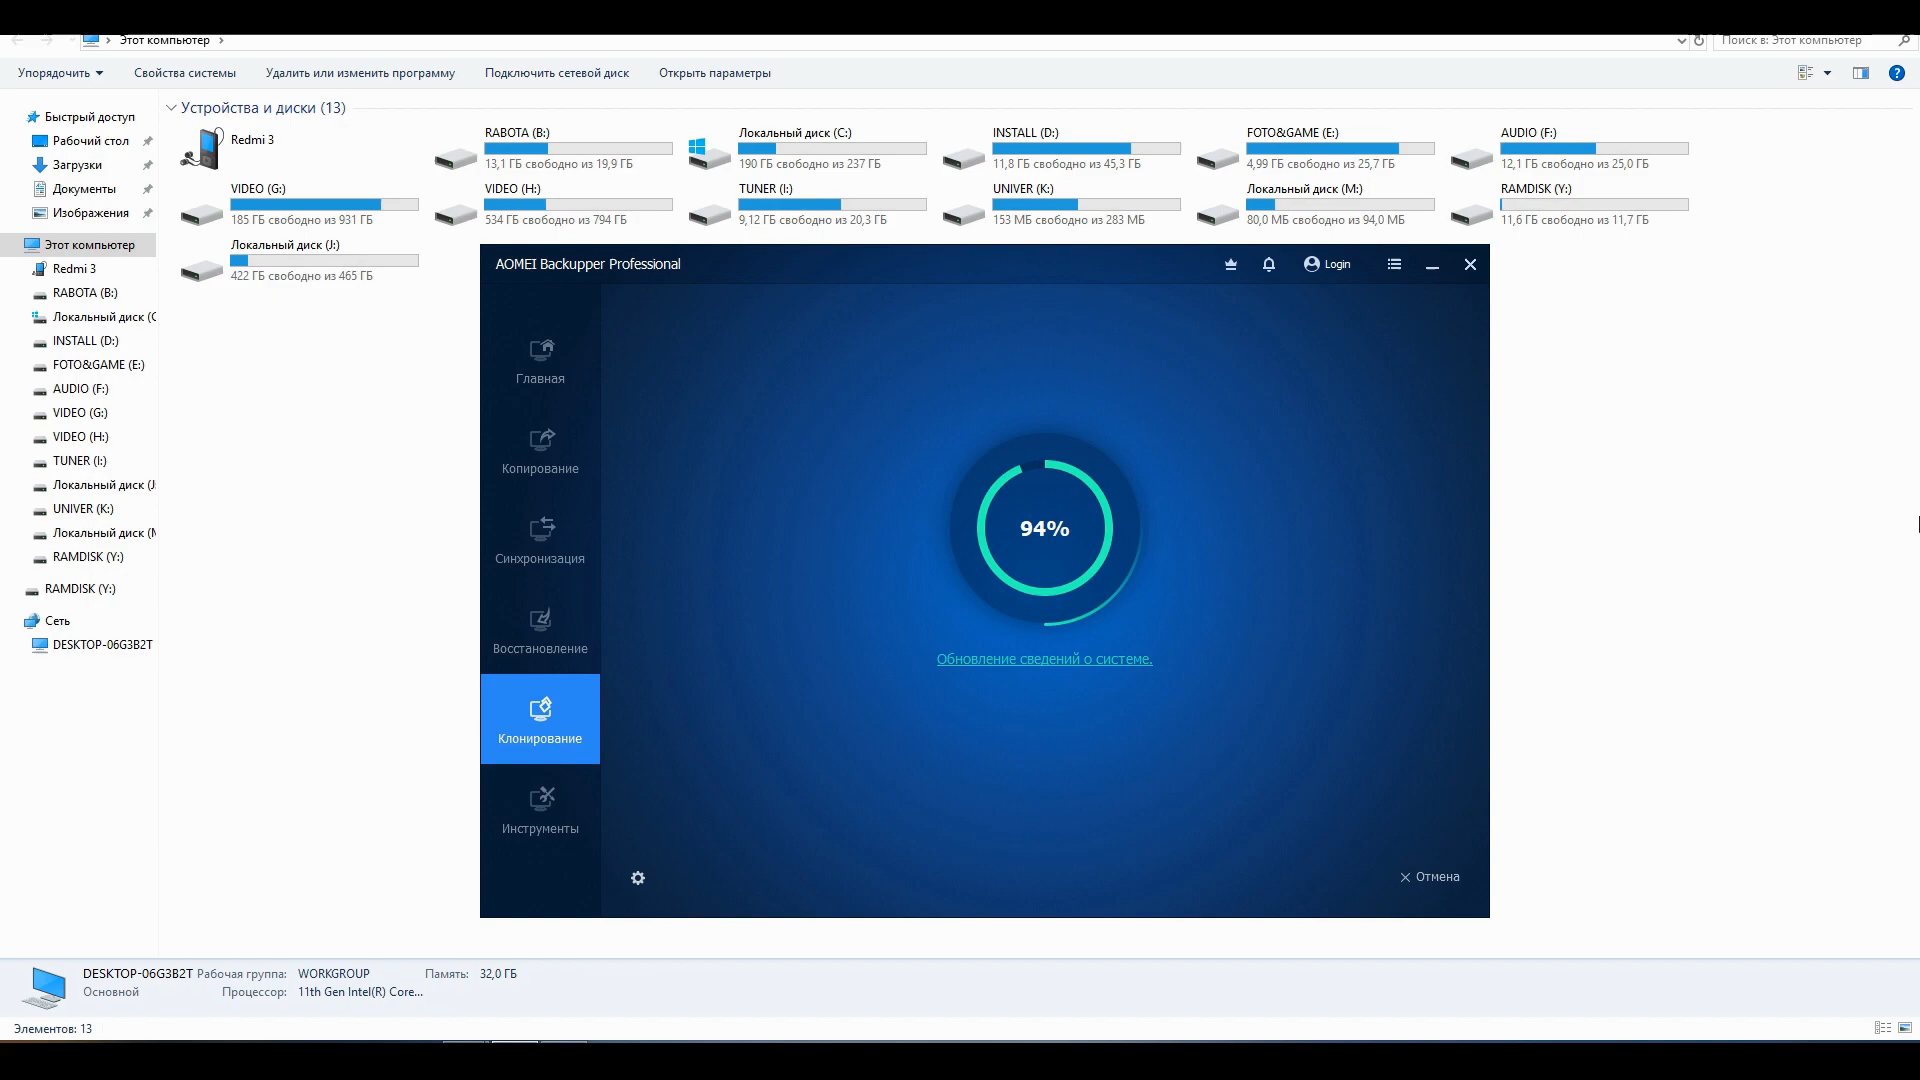 Этот компьютер
Поиск в: Этот компьютер
Упорядочить
Свойства системы
Удалить или изменить программу
Подключить сетевой диск
Открыть параметры
Быстрый доступ
Рабочий стол
Загрузки
Документы
Изображения
Этот компьютер
Redmi 3
RABOTA (B:)
Локальный диск (C
INSTALL (D:)
FOTO&GAME (E:)
AUDIO (F:)
VIDEO (G:)
VIDEO (H:)
TUNER (I:)
Локальный диск (J:
UNIVER (K:)
Локальный диск (M
RAMDISK (Y:)
RAMDISK (Y:)
Сеть
DESKTOP-06G3B2T
Устройства и диски (13)
Redmi 3
RABOTA (B:)
13,1 ГБ свободно из 19,9 ГБ
Локальный диск (C:)
190 ГБ свободно из 237 ГБ
INSTALL (D:)
11,8 ГБ свободно из 45,3 ГБ
FOTO&GAME (E:)
4,99 ГБ свободно из 25,7 ГБ
AUDIO (F:)
12,1 ГБ свободно из 25,0 ГБ
VIDEO (G:)
185 ГБ свободно из 931 ГБ
VIDEO (H:)
534 ГБ свободно из 794 ГБ
TUNER (I:)
9,12 ГБ свободно из 20,3 ГБ
UNIVER (K:)
153 МБ свободно из 283 МБ
Локальный диск (M:)
80,0 МБ свободно из 94,0 МБ
RAMDISK (Y:)
11,6 ГБ свободно из 11,7 ГБ
Локальный диск (J:)
422 ГБ свободно из 465 ГБ
AOMEI Backupper Professional
Login
Главная
Копирование
Синхронизация
Восстановление
Клонирование
Инструменты
94%
Обновление сведений о системе.
Отмена
DESKTOP-06G3B2T Рабочая группа: WORKGROUP Память: 32,0 ГБ
Основной Процессор: 11th Gen Intel(R) Core...
Элементов: 13